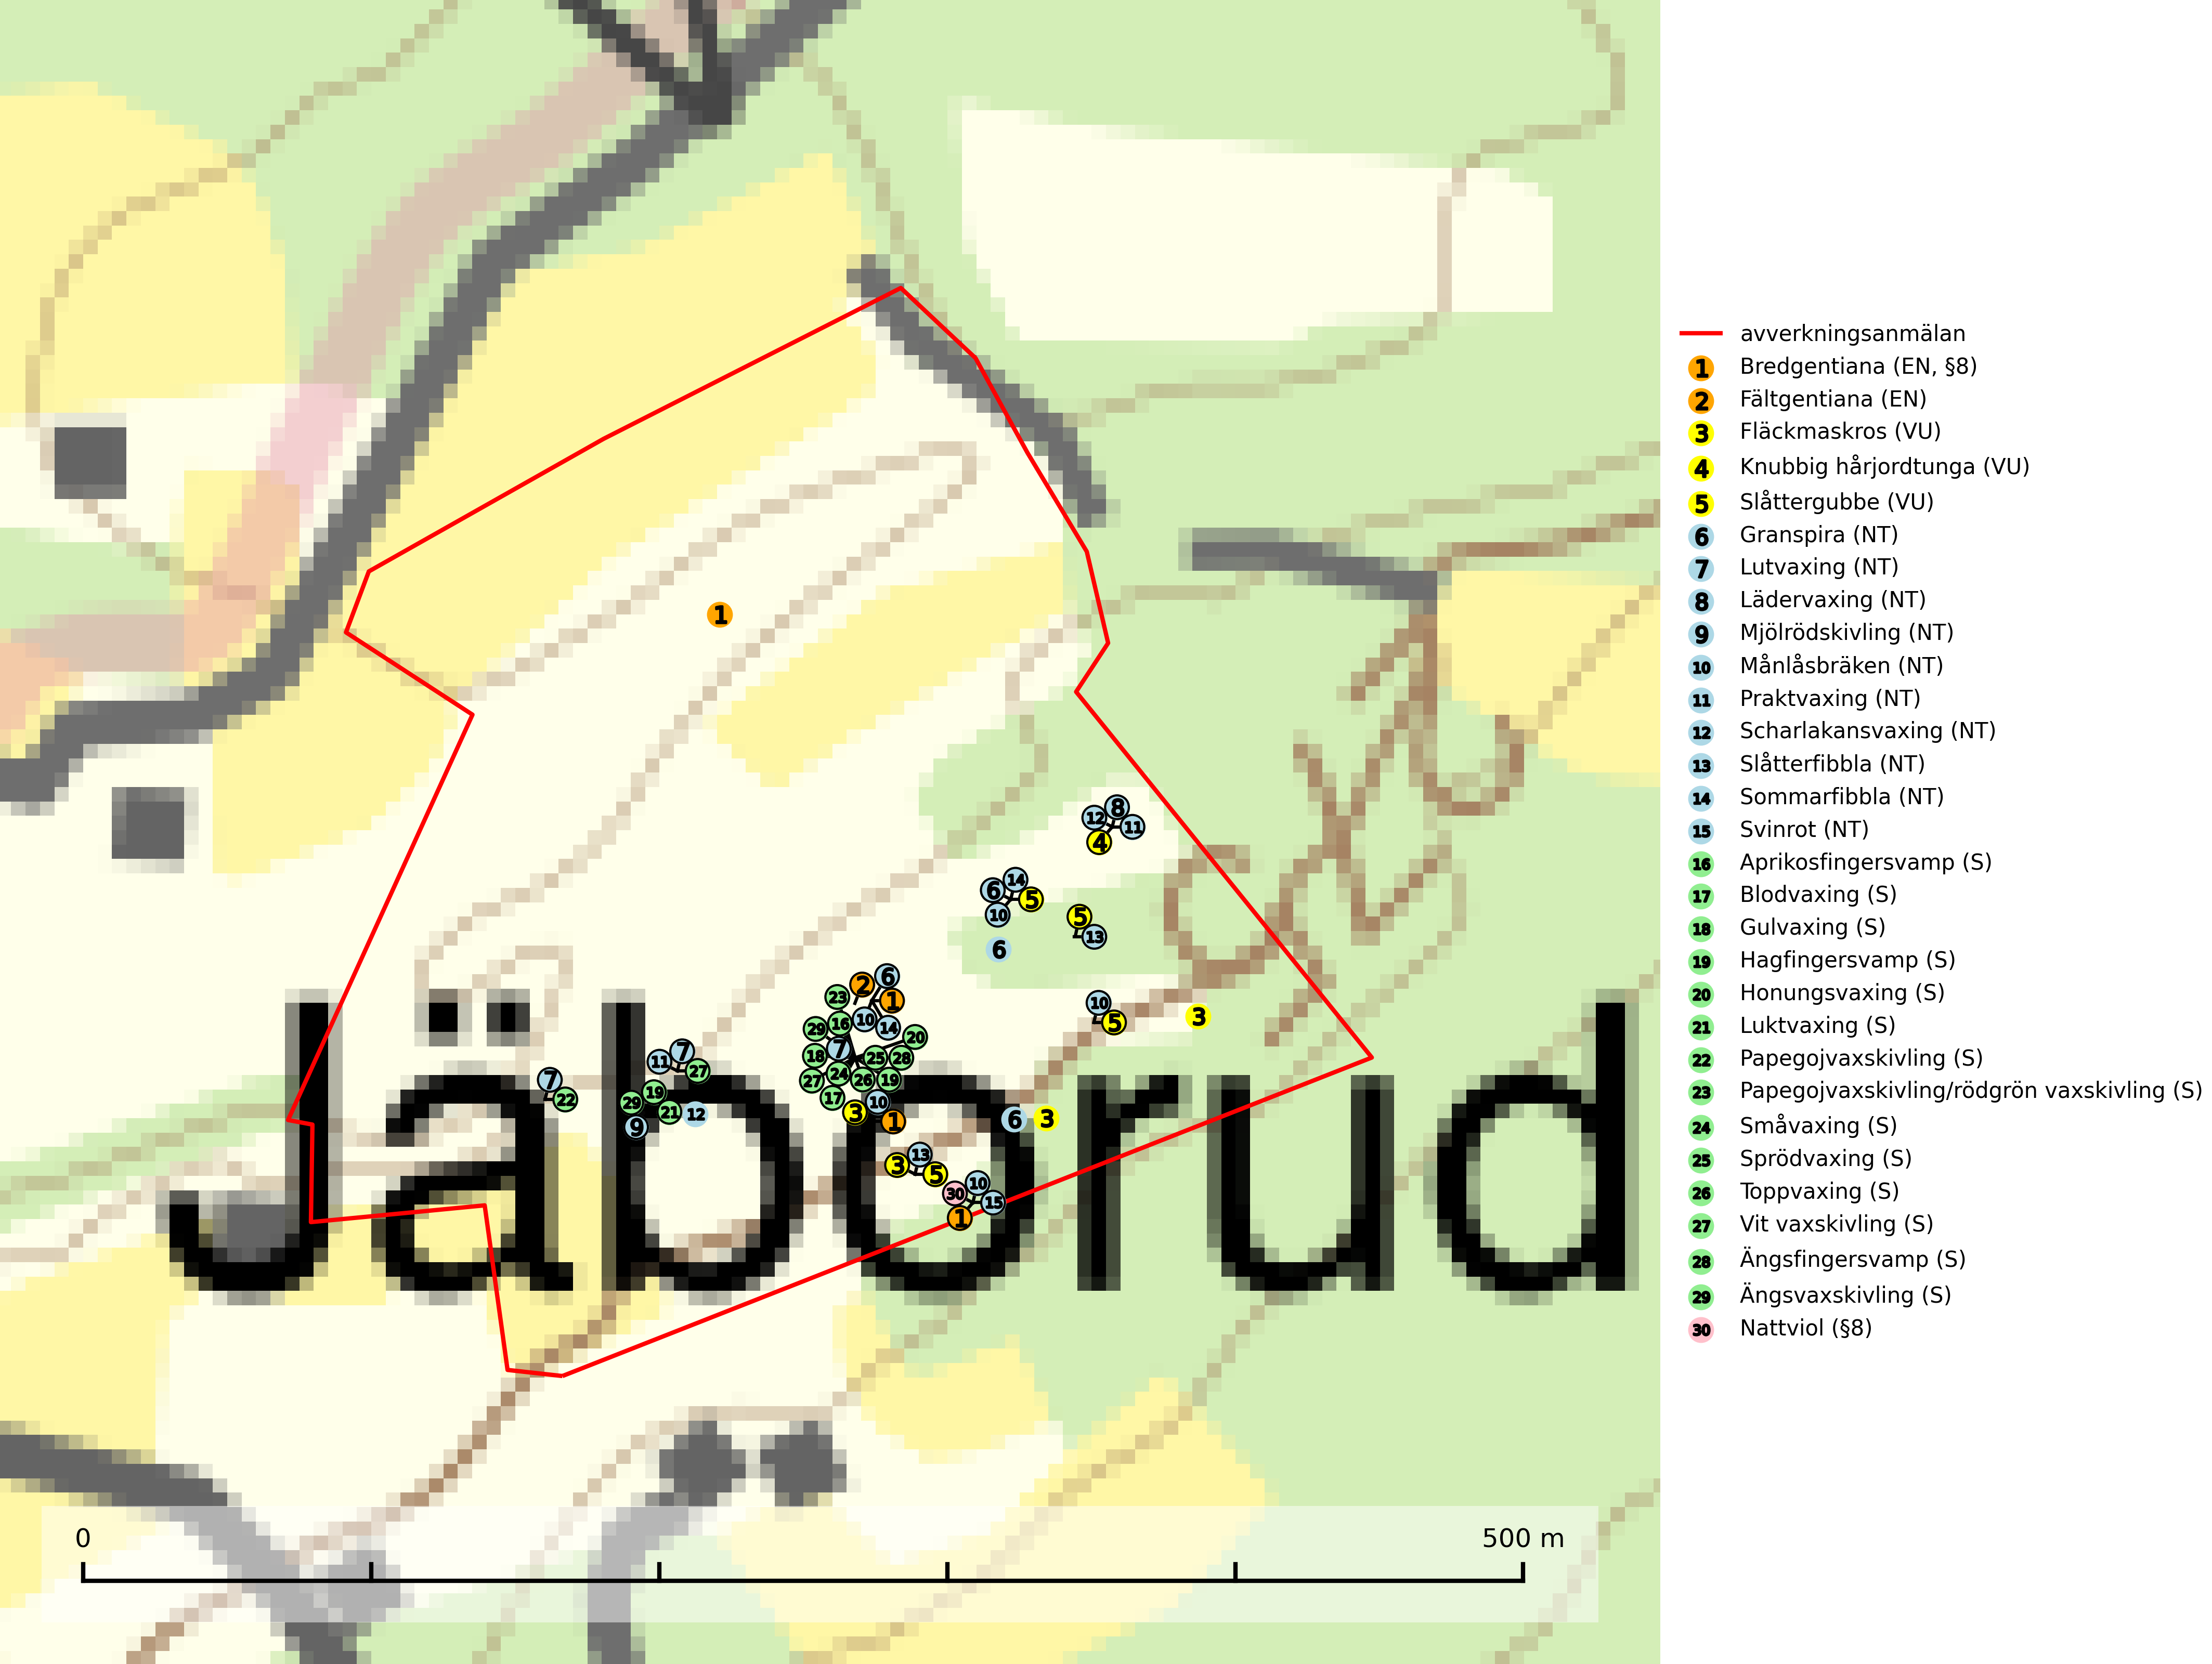 Jäborud
0
500 m
avverkningsanmälan
1 Bredgentiana (EN, §8)
2 Fältgentiana (EN)
3 Fläckmaskros (VU)
4 Knubbig hårjordtunga (VU)
5 Slåttergubbe (VU)
6 Granspira (NT)
7 Lutvaxing (NT)
8 Lädervaxing (NT)
9 Mjölrödskivling (NT)
10 Månlåsbräken (NT)
11 Praktvaxing (NT)
12 Scharlakansvaxing (NT)
13 Slåtterfibbla (NT)
14 Sommarfibbla (NT)
15 Svinrot (NT)
16 Aprikosfingersvamp (S)
17 Blodvaxing (S)
18 Gulvaxing (S)
19 Hagfingersvamp (S)
20 Honungsvaxing (S)
21 Luktvaxing (S)
22 Papegojvaxskivling (S)
23 Papegojvaxskivling/rödgrön vaxskivling (S)
24 Småvaxing (S)
25 Sprödvaxing (S)
26 Toppvaxing (S)
27 Vit vaxskivling (S)
28 Ängsfingersvamp (S)
29 Ängsvaxskivling (S)
30 Nattviol (§8)
1
12 8 11
4
6 14 5
10
5 13
6
10 5
3
23 2 6 1
29 16 10 14 20
18 7 25 28
27 24 26 19
17 3 10 1
11 7 27
7 22
29 19 21 12
9
6 3
3 13 5
30 10 15
1